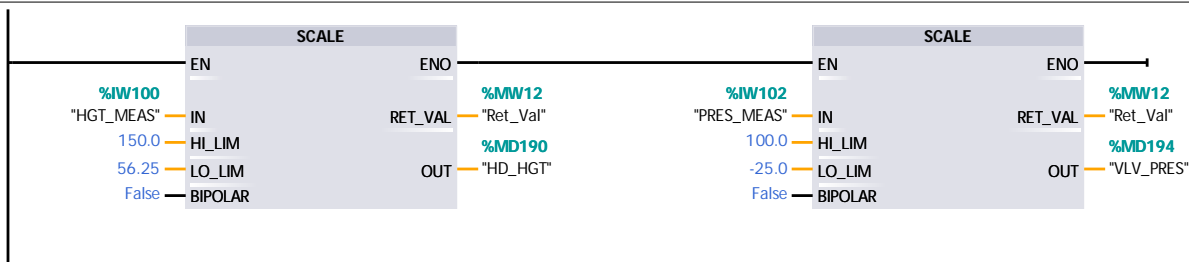 SCALE
EN
ENO
%IW100
"HGT_MEAS"
IN
%MW12
RET_VAL
"Ret_Val"
150.0
HI_LIM
%MD190
56.25
LO_LIM
OUT
"HD_HGT"
False
BIPOLAR
SCALE
EN
ENO
%IW102
"PRES_MEAS"
IN
%MW12
RET_VAL
"Ret_Val"
100.0
HI_LIM
%MD194
-25.0
LO_LIM
OUT
"VLV_PRES"
False
BIPOLAR